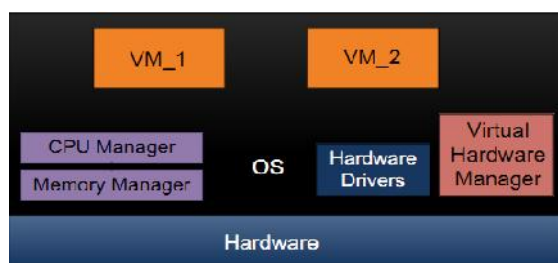 VM_1
VM_2
CPU Manager
Memory Manager
OS
Hardware
Drivers
Virtual
Hardware
Manager
Hardware